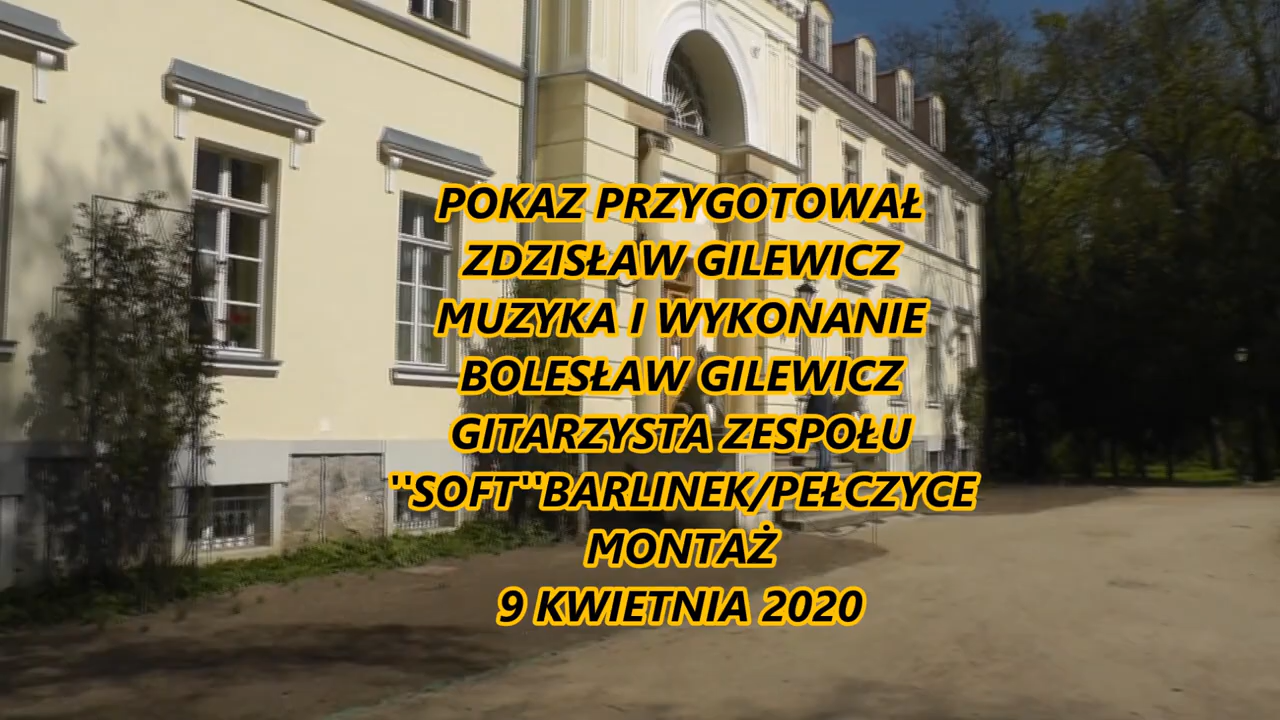 POKAZ PRZYGOTOWAŁ
ZDZISŁAW GILEWICZ
MUZYKA I WYKONANIE
BOLESŁAW GILEWICZ
GITARZYSTA ZESPOŁU
"SOFT"BARLINEK/PEŁCZYCE
MONTAŻ
9 KWIETNIA 2020